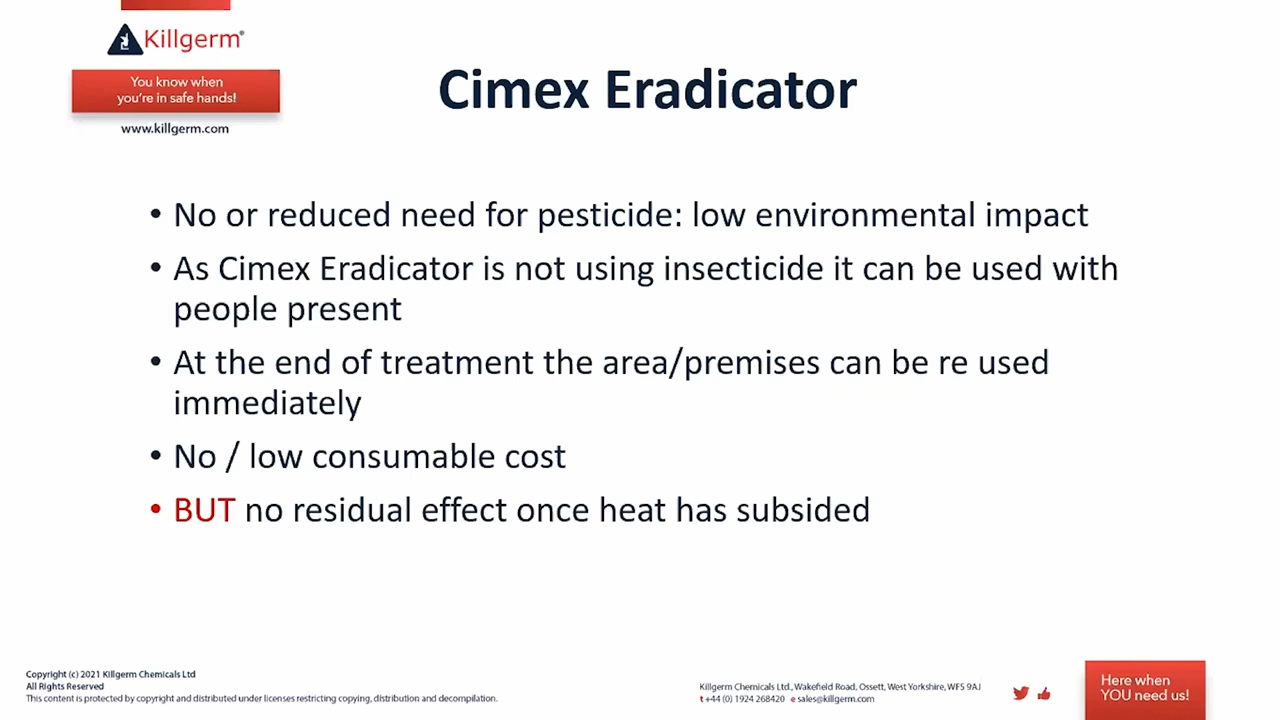 Killgerm®
You know when
you're in safe hands!
www.killgerm.com
Cimex Eradicator
• No or reduced need for pesticide: low environmental impact
• As Cimex Eradicator is not using insecticide it can be used with
people present
• At the end of treatment the area/premises can be re used
immediately
• No / low consumable cost
• BUT no residual effect once heat has subsided
Copyright (c) 2021 Killgerm Chemicals Ltd
All Rights Reserved
This content is protected by copyright and distributed under licenses restricting copying, distribution and decompilation.
Killgerm Chemicals Ltd., Wakefield Road, Ossett, West Yorkshire, WF5 9AJ
t +44 (0) 1924 268420 e sales@killgerm.com
Here when
YOU need us!